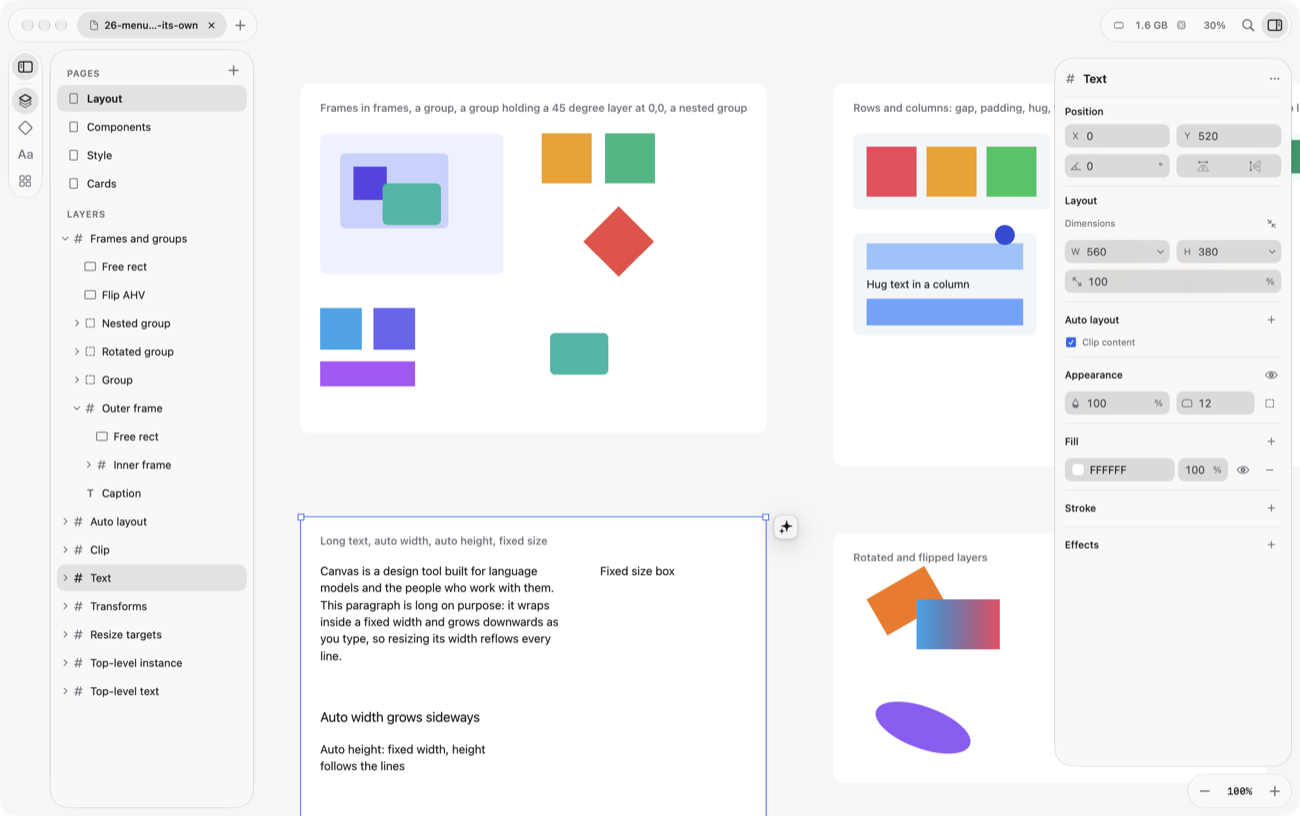 26-menu...-its-own
1.6 GB
30%
PAGES
Layout
Components
Style
Cards
LAYERS
Frames and groups
Free rect
Flip AHV
Nested group
Rotated group
Group
Outer frame
Free rect
Inner frame
Caption
Auto layout
Clip
Text
Transforms
Resize targets
Top-level instance
Top-level text
Aa
Frames in frames, a group, a group holding a 45 degree layer at 0,0, a nested group
Rows and columns: gap, padding, hug,
Hug text in a column
Long text, auto width, auto height, fixed size
Canvas is a design tool built for language
models and the people who work with them.
This paragraph is long on purpose: it wraps
inside a fixed width and grows downwards as
you type, so resizing its width reflows every
line.
Fixed size box
Auto width grows sideways
Auto height: fixed width, height
follows the lines
Rotated and flipped layers
Text
Position
X 0
Y 520
0 °
Layout
Dimensions
W 560
H 380
100 %
Auto layout
Clip content
Appearance
100 %
12
Fill
FFFFFF
100 %
Stroke
Effects
100%